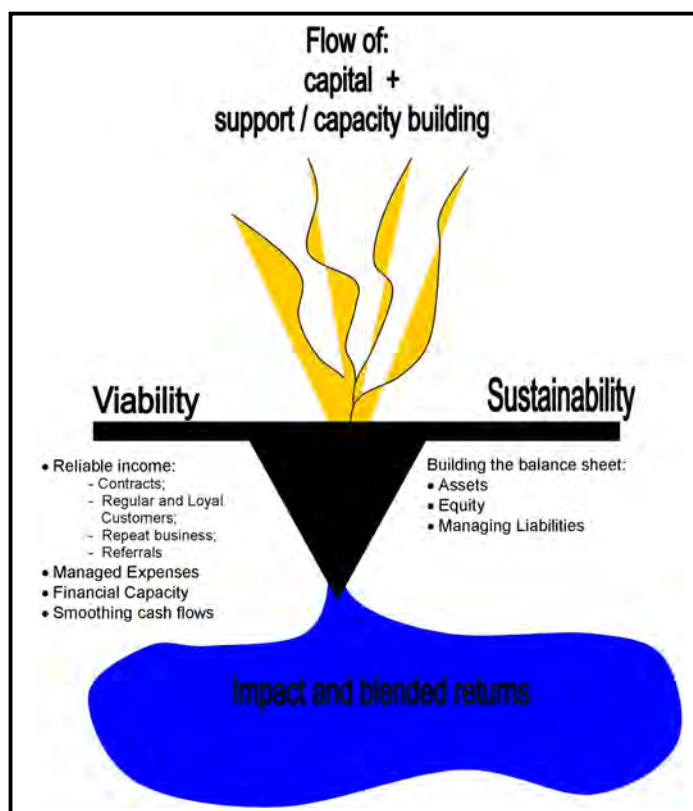 Flow of:
capital +
support / capacity building
Viability
Sustainability
• Reliable income:
- Contracts;
- Regular and Loyal
Customers;
- Repeat business;
- Referrals
• Managed Expenses
• Financial Capacity
• Smoothing cash flows
Building the balance sheet:
• Assets
• Equity
• Managing Liabilities
Impact and blended returns